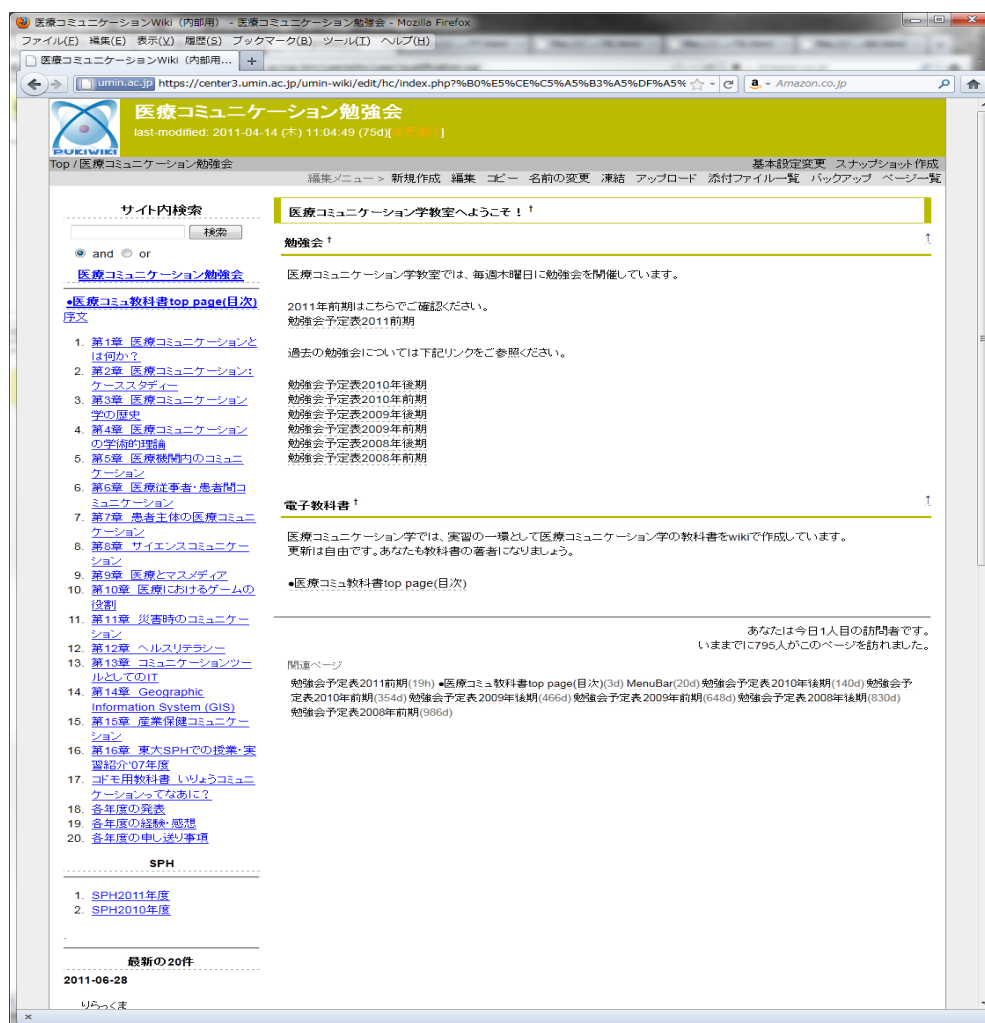 医療コミュニケーションWiki（内部用） - 医療コミュニケーション勉強会 - Mozilla Firefox
ファイル(F) 編集(E) 表示(V) 履歴(S) ブックマーク(B) ツール(T) ヘルプ(H)
医療コミュニケーションWiki（内部用... +
umin.ac.jp https://center3.umin.ac.jp/umin-wiki/edit/hc/index.php?%B0%E5%CE%C5%A5%B3%A5%DF%A5% Amazon.co.jp
医療コミュニケーション勉強会
last-modified: 2011-04-14 (木) 11:04:49 (75d)[
PUKIWIKI
Top / 医療コミュニケーション勉強会
基本設定変更 スナップショット作成
編集メニュー > 新規作成 編集 コピー 名前の変更 凍結 アップロード 添付ファイル一覧 バックアップ ページ一覧
サイト内検索
検索
and or
医療コミュニケーション勉強会
●医療コミュ教科書top page(目次)
序文
1. 第1章 医療コミュニケーションと
は何か？
2. 第2章 医療コミュニケーション：
ケーススタディー
3. 第3章 医療コミュニケーション
学の歴史
4. 第4章 医療コミュニケーション
の学術的理論
5. 第5章 医療機関内のコミュニ
ケーション
6. 第6章 医療従事者・患者間コ
ミュニケーション
7. 第7章 患者主体の医療コミュニ
ケーション
8. 第8章 サイエンスコミュニケー
ション
9. 第9章 医療とマスメディア
10. 第10章 医療におけるゲームの
役割
11. 第11章 災害時のコミュニケー
ション
12. 第12章 ヘルスリテラシー
13. 第13章 コミュニケーションツー
ルとしてのIT
14. 第14章 Geographic
Information System (GIS)
15. 第15章 産業保健コミュニケー
ション
16. 第16章 東大SPHでの授業・実
習紹介'07年度
17. コドモ用教科書 いりょうコミュニ
ケーションってなあに？
18. 各年度の発表
19. 各年度の経験・感想
20. 各年度の申し送り事項
SPH
1. SPH2011年度
2. SPH2010年度
.
最新の20件
2011-06-28
りらっくま
医療コミュニケーション学教室へようこそ！ †
勉強会 † ↑
医療コミュニケーション学教室では、毎週木曜日に勉強会を開催しています。
2011年前期はこちらでご確認ください。
勉強会予定表2011前期
過去の勉強会については下記リンクをご参照ください。
勉強会予定表2010年後期
勉強会予定表2010年前期
勉強会予定表2009年後期
勉強会予定表2009年前期
勉強会予定表2008年後期
勉強会予定表2008年前期
電子教科書 † ↑
医療コミュニケーション学では、実習の一環として医療コミュニケーション学の教科書をwikiで作成しています。
更新は自由です。あなたも教科書の著者になりましょう。
●医療コミュ教科書top page(目次)
あなたは今日1人目の訪問者です。
いままでに795人がこのページを訪れました。
関連ページ
勉強会予定表2011前期(19h) ●医療コミュ教科書top page(目次)(3d) MenuBar(20d) 勉強会予定表2010年後期(140d) 勉強会予
定表2010年前期(354d) 勉強会予定表2009年後期(466d) 勉強会予定表2009年前期(648d) 勉強会予定表2008年後期(830d)
勉強会予定表2008年前期(986d)